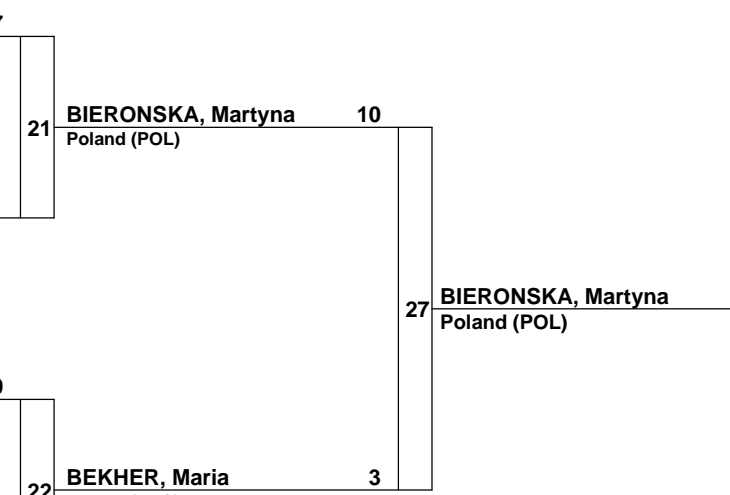 BIERONSKA, Martyna 10
21
Poland (POL)
BIERONSKA, Martyna
27
Poland (POL)
BEKHER, Maria 3
22